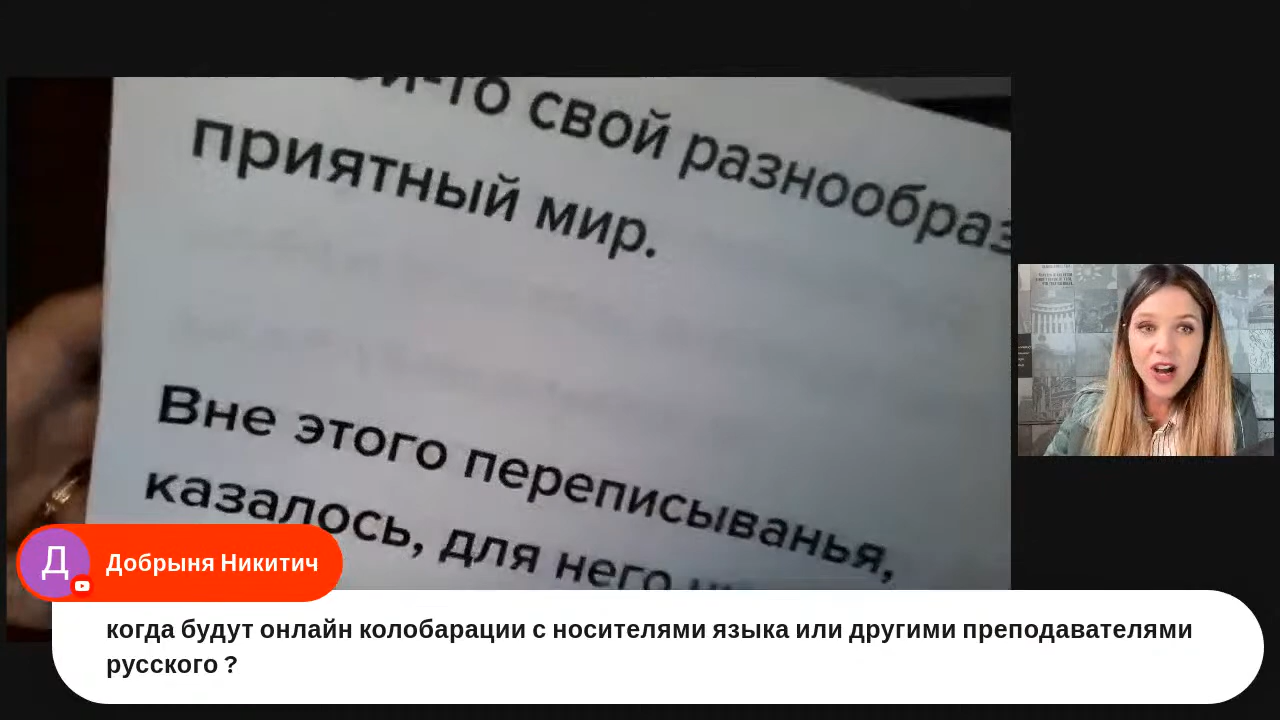 свой разнообраз
приятный мир.
Вне этого переписыванья,
казалось, для него
Д
Добрыня Никитич
когда будут онлайн колобарации с носителями языка или другими преподавателями
русского ?